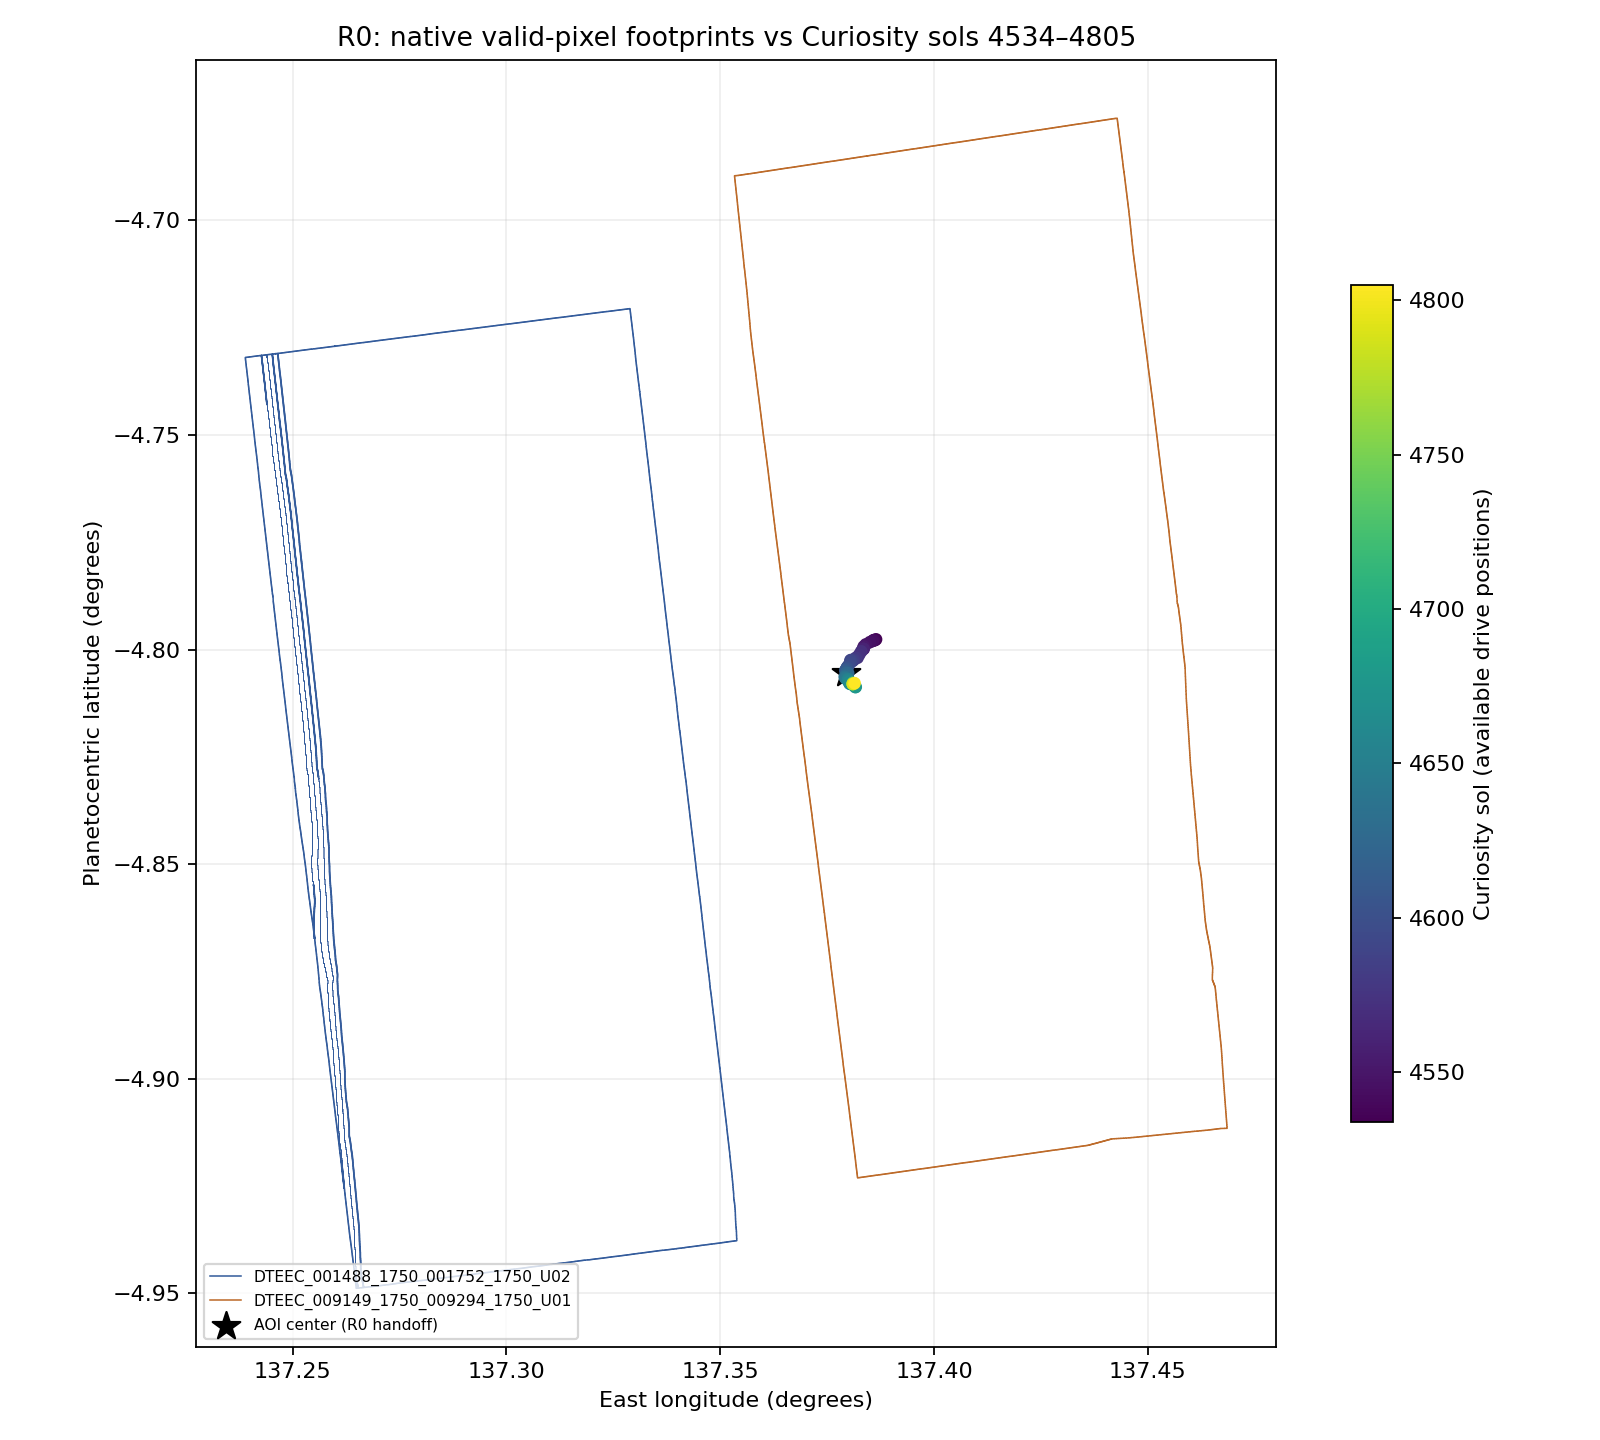 R0: native valid-pixel footprints vs Curiosity sols 4534–4805
Planetocentric latitude (degrees)
−4.70
−4.75
−4.80
−4.85
−4.90
−4.95
DTEEC_001488_1750_001752_1750_U02
DTEEC_009149_1750_009294_1750_U01
AOI center (R0 handoff)
137.25
137.30
137.35
137.40
137.45
East longitude (degrees)
4800
4750
4700
4650
4600
4550
Curiosity sol (available drive positions)